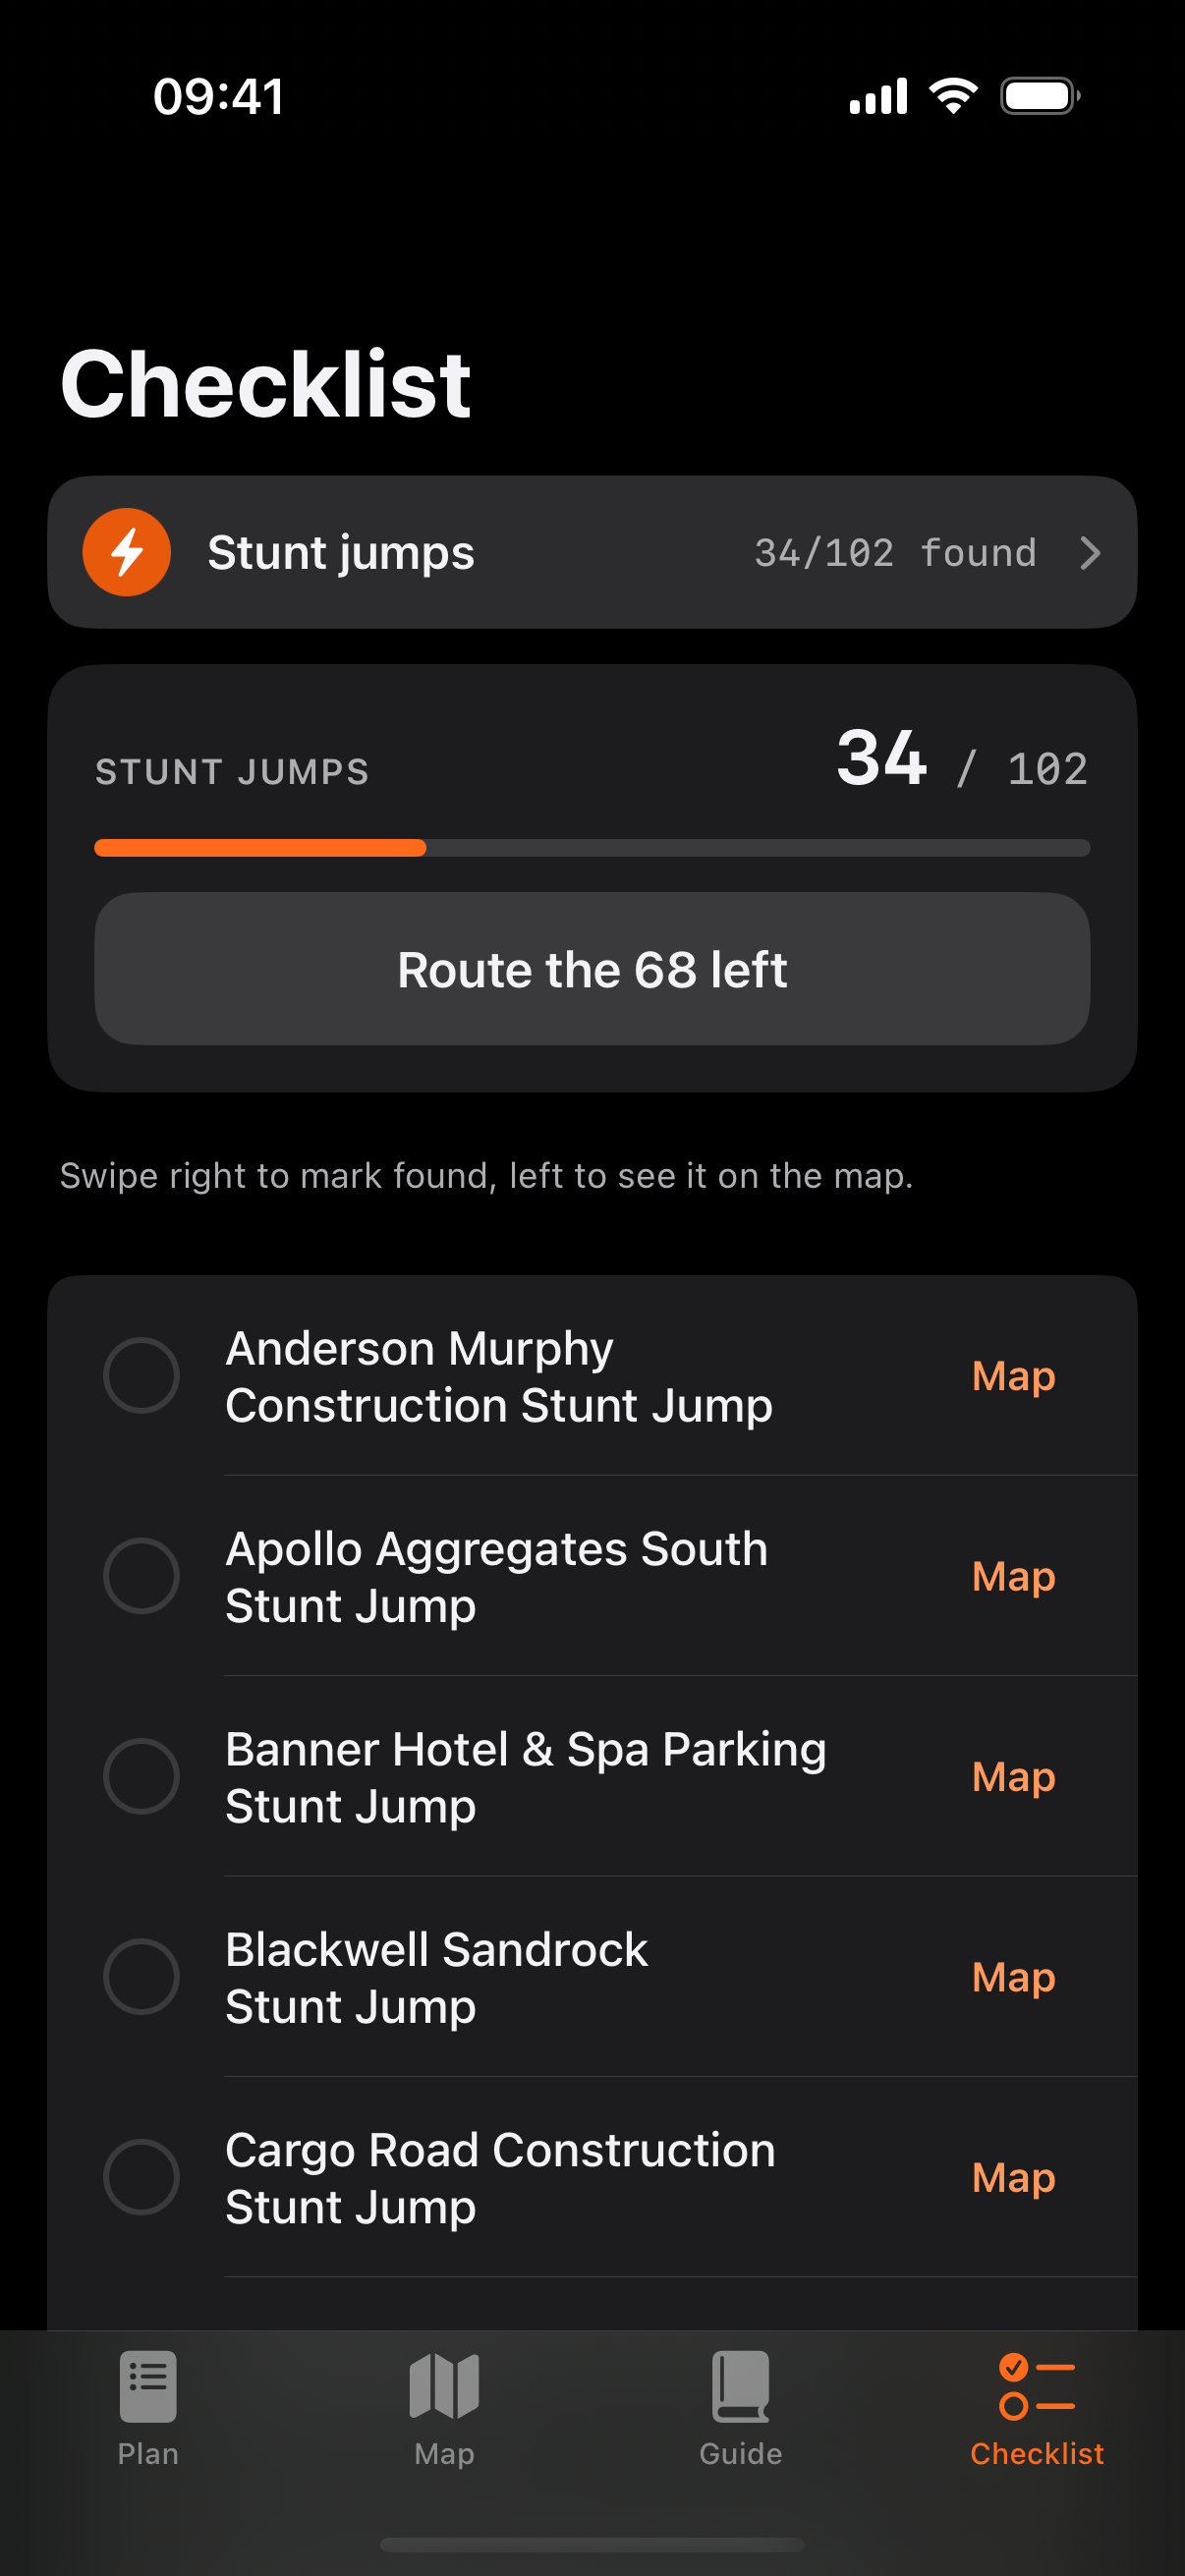 09:41
Checklist
Stunt jumps 34/102 found
STUNT JUMPS 34 / 102
Route the 68 left
Swipe right to mark found, left to see it on the map.
Anderson Murphy
Construction Stunt Jump
Map
Apollo Aggregates South
Stunt Jump
Map
Banner Hotel & Spa Parking
Stunt Jump
Map
Blackwell Sandrock
Stunt Jump
Map
Cargo Road Construction
Stunt Jump
Map
Plan Map Guide Checklist